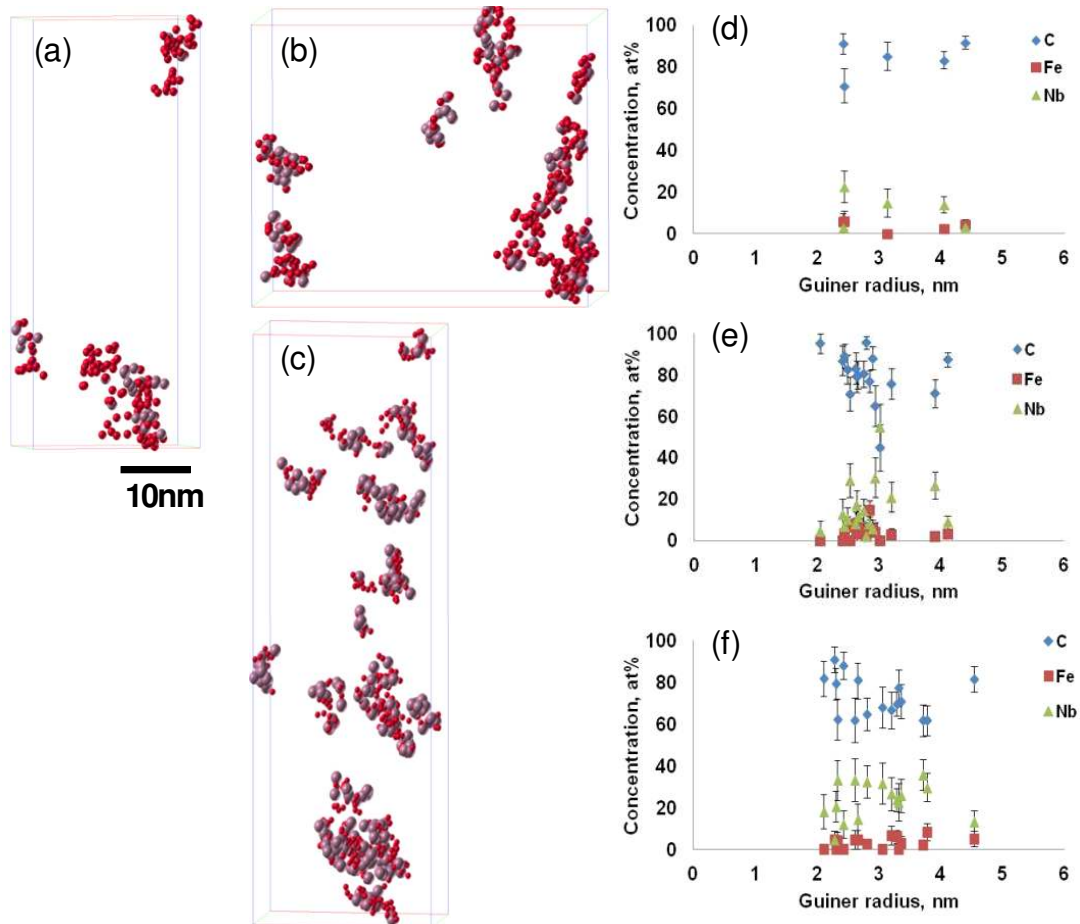 (a)
10nm
(b)
(c)
(d)
Concentration, at%
100
80
60
40
20
0
0 1 2 3 4 5 6
Guiner radius, nm
C
Fe
Nb
(e)
Concentration, at%
100
80
60
40
20
0
0 1 2 3 4 5 6
Guiner radius, nm
C
Fe
Nb
(f)
Concentration, at%
100
80
60
40
20
0
0 1 2 3 4 5 6
Guiner radius, nm
C
Fe
Nb